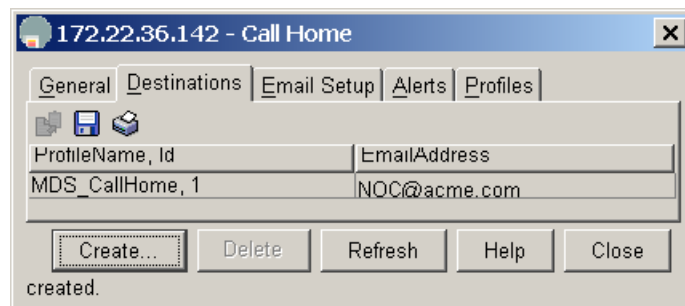 172.22.36.142 - Call Home
General Destinations Email Setup Alerts Profiles
ProfileName, Id EmailAddress
MDS_CallHome, 1 NOC@acme.com
Create... Delete Refresh Help Close
created.